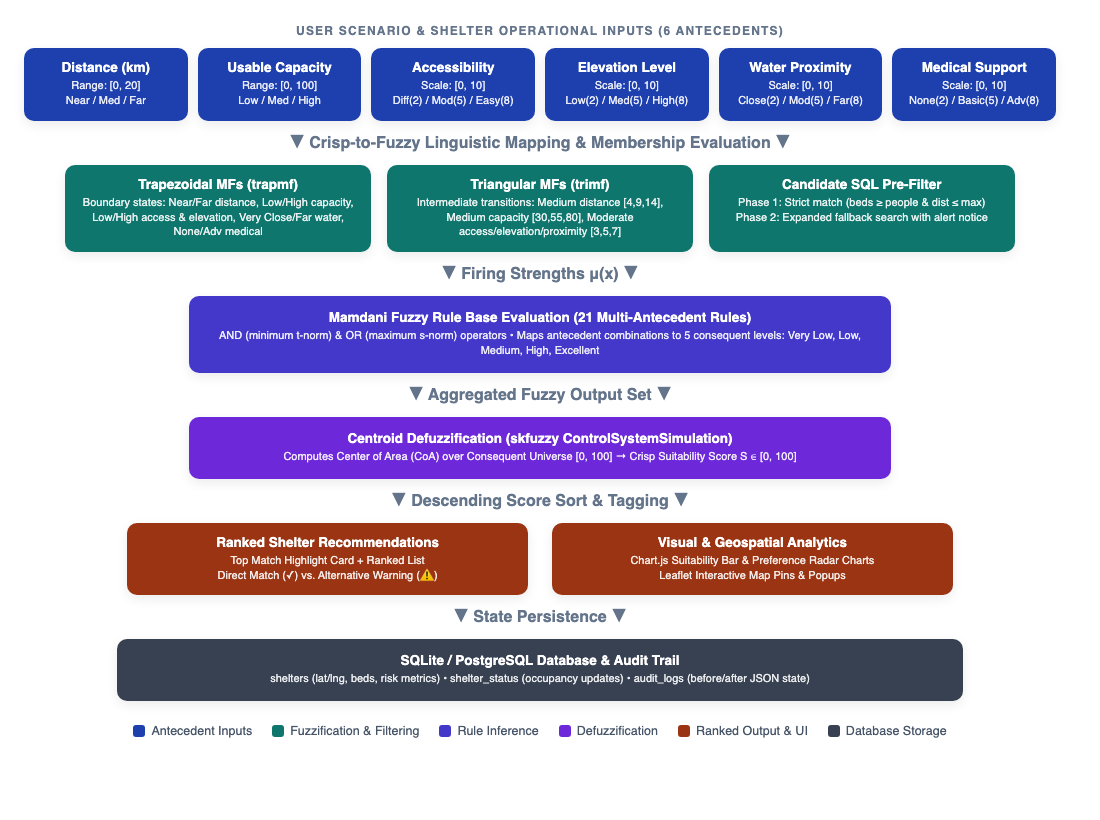 USER SCENARIO & SHELTER OPERATIONAL INPUTS (6 ANTECEDENTS)
Distance (km)
Range: [0, 20]
Near / Med / Far
Usable Capacity
Range: [0, 100]
Low / Med / High
Accessibility
Scale: [0, 10]
Diff(2) / Mod(5) / Easy(8)
Elevation Level
Scale: [0, 10]
Low(2) / Med(5) / High(8)
Water Proximity
Scale: [0, 10]
Close(2) / Mod(5) / Far(8)
Medical Support
Scale: [0, 10]
None(2) / Basic(5) / Adv(8)
▼ Crisp-to-Fuzzy Linguistic Mapping & Membership Evaluation ▼
Trapezoidal MFs (trapmf)
Boundary states: Near/Far distance, Low/High capacity,
Low/High access & elevation, Very Close/Far water,
None/Adv medical
Triangular MFs (trimf)
Intermediate transitions: Medium distance [4,9,14],
Medium capacity [30,55,80], Moderate
access/elevation/proximity [3,5,7]
Candidate SQL Pre-Filter
Phase 1: Strict match (beds ≥ people & dist ≤ max)
Phase 2: Expanded fallback search with alert notice
▼ Firing Strengths μ(x) ▼
Mamdani Fuzzy Rule Base Evaluation (21 Multi-Antecedent Rules)
AND (minimum t-norm) & OR (maximum s-norm) operators • Maps antecedent combinations to 5 consequent levels: Very Low, Low,
Medium, High, Excellent
▼ Aggregated Fuzzy Output Set ▼
Centroid Defuzzification (skfuzzy ControlSystemSimulation)
Computes Center of Area (CoA) over Consequent Universe [0, 100] → Crisp Suitability Score S ∈ [0, 100]
▼ Descending Score Sort & Tagging ▼
Ranked Shelter Recommendations
Top Match Highlight Card + Ranked List
Direct Match (✓) vs. Alternative Warning (⚠️)
Visual & Geospatial Analytics
Chart.js Suitability Bar & Preference Radar Charts
Leaflet Interactive Map Pins & Popups
▼ State Persistence ▼
SQLite / PostgreSQL Database & Audit Trail
shelters (lat/lng, beds, risk metrics) • shelter_status (occupancy updates) • audit_logs (before/after JSON state)
Antecedent Inputs
Fuzzification & Filtering
Rule Inference
Defuzzification
Ranked Output & UI
Database Storage